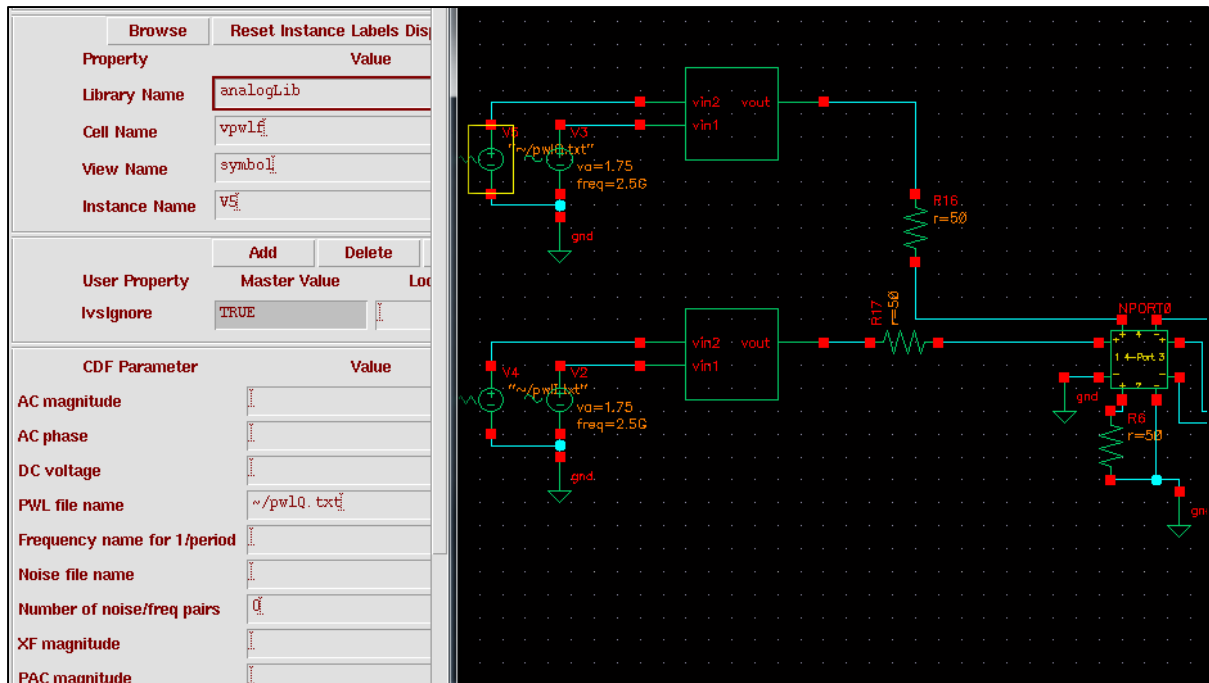 Browse Reset Instance Labels Dis
Property Value
Library Name analogLib
Cell Name vpwlf
View Name symbol
Instance Name V5
Add Delete
User Property Master Value Loc
lvsIgnore TRUE
CDF Parameter Value
AC magnitude
AC phase
DC voltage
PWL file name ~/pwlQ.txt
Frequency name for 1/period
Noise file name
Number of noise/freq pairs 0
XF magnitude
PAC magnitude
vin2 vout
vin1
V3
va=1.75
freq=2.5G
gnd
R16
r=50
vin2 vout
vin1
R17
r=50
V4
V2
va=1.75
freq=2.5G
gnd
NPORT0
1 4-Port 3
gnd
R6
r=50